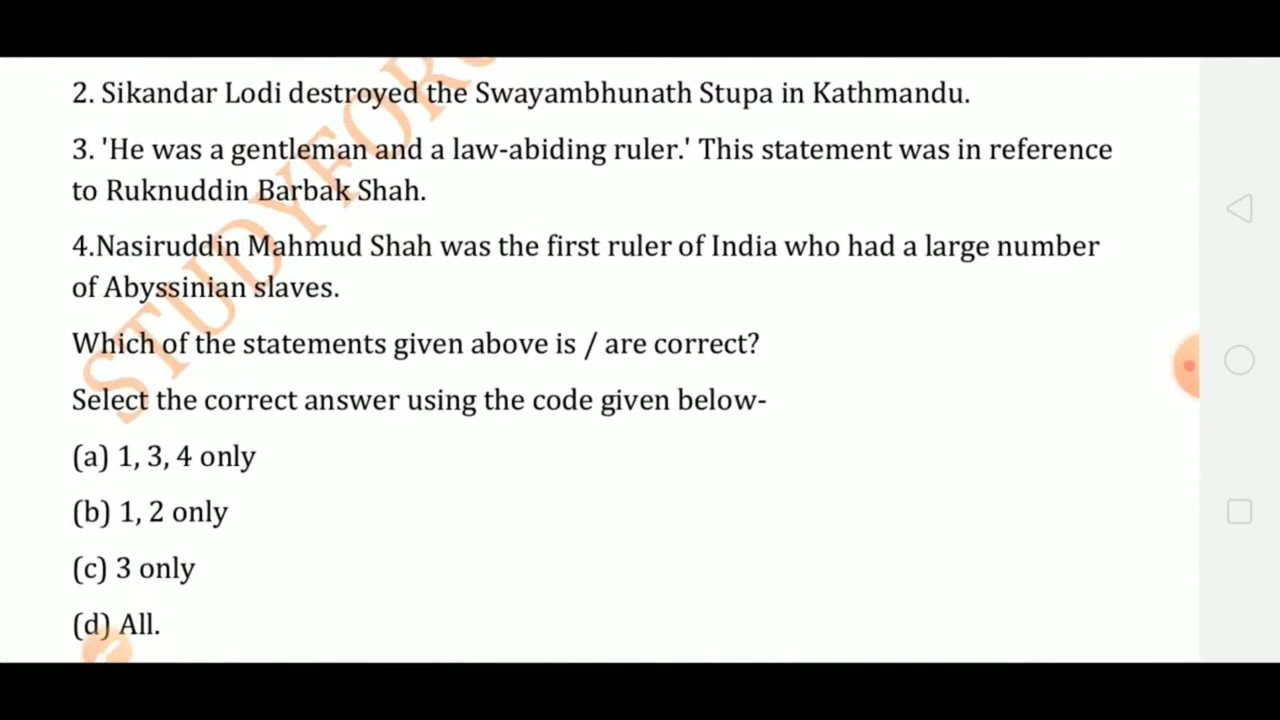 2. Sikandar Lodi destroyed the Swayambhunath Stupa in Kathmandu.
3. 'He was a gentleman and a law-abiding ruler.' This statement was in reference
to Ruknuddin Barbak Shah.
4.Nasiruddin Mahmud Shah was the first ruler of India who had a large number
of Abyssinian slaves.
Which of the statements given above is / are correct?
Select the correct answer using the code given below-
(a) 1, 3, 4 only
(b) 1, 2 only
(c) 3 only
(d) All.
STUDYFOR